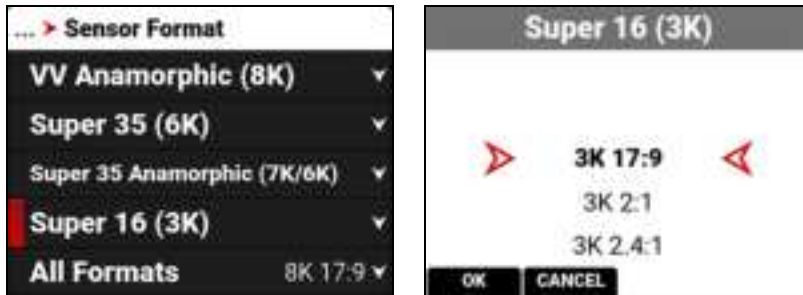 ... Sensor Format
VV Anamorphic (8K)
Super 35 (6K)
Super 35 Anamorphic (7K/6K)
Super 16 (3K)
All Formats 8K 17:9
Super 16 (3K)
3K 17:9
3K 2:1
3K 2.4:1
OK CANCEL